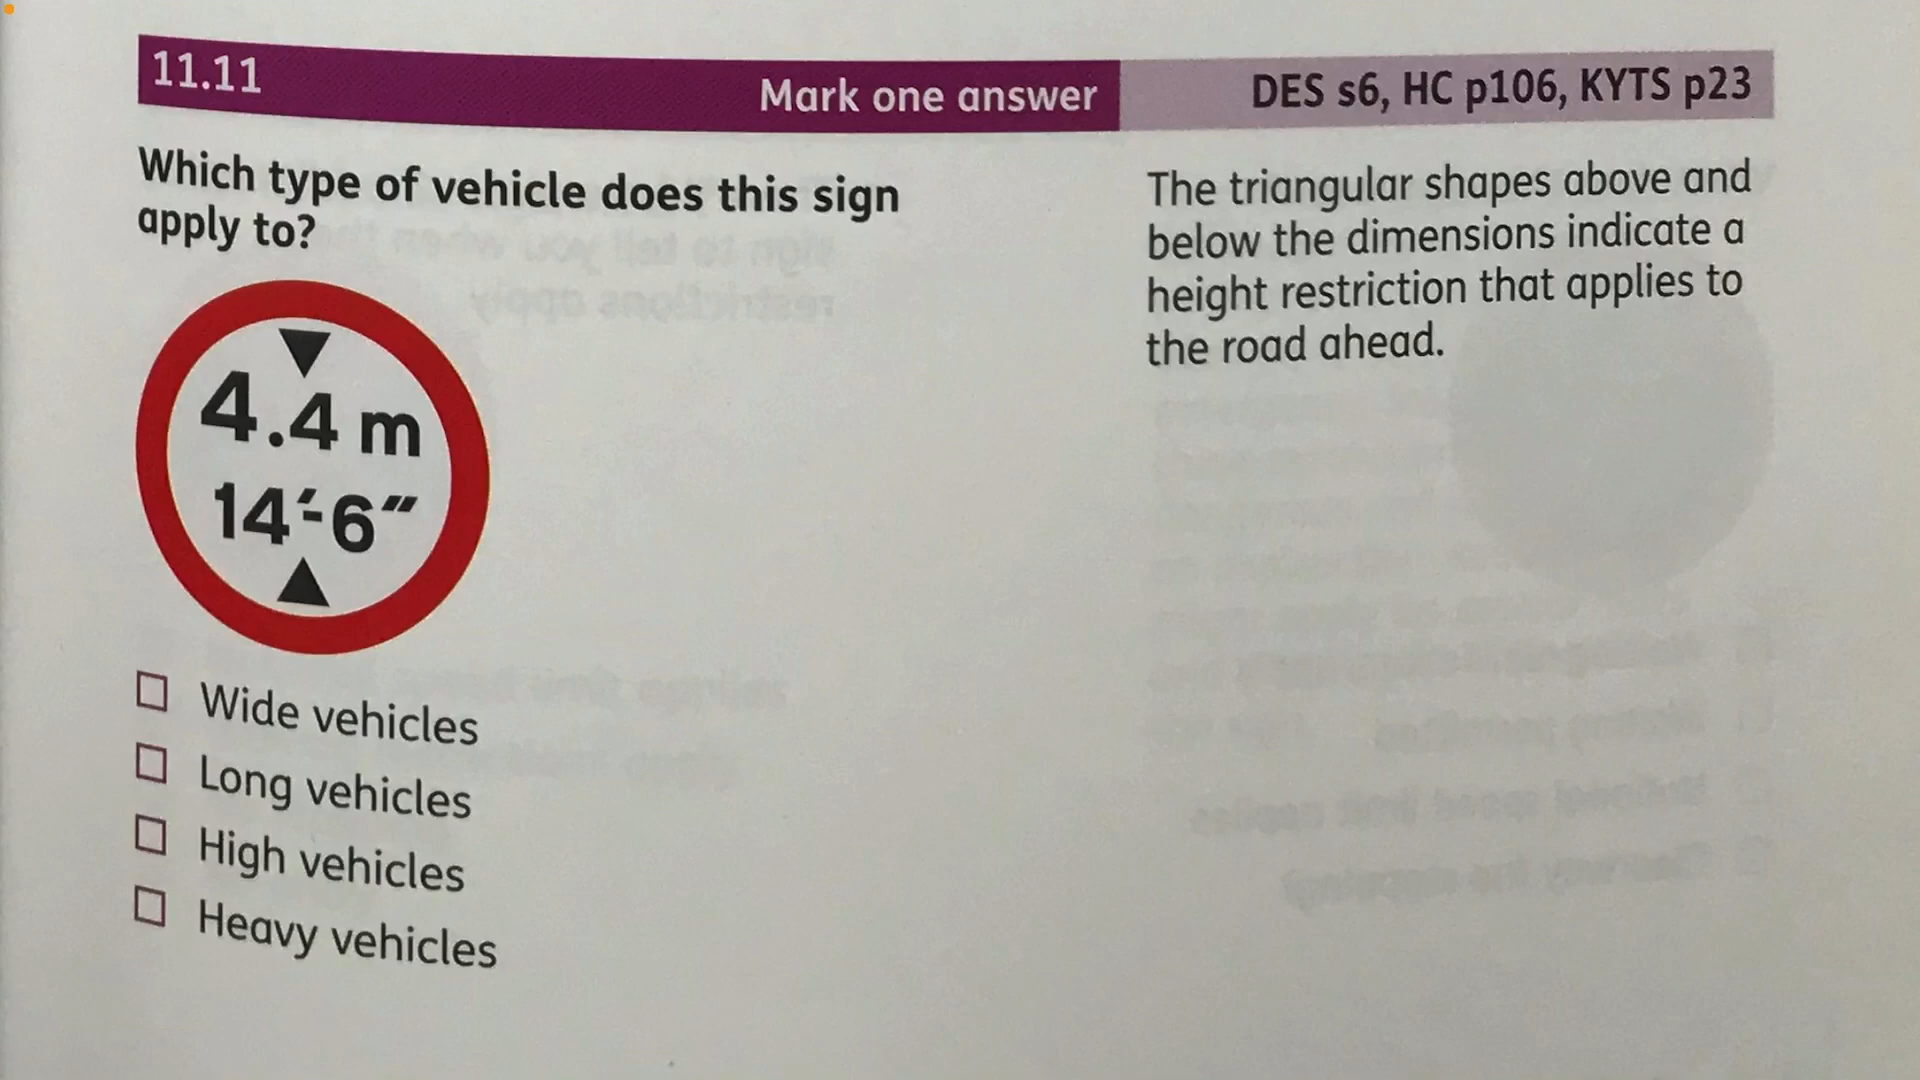 11.11
Mark one answer
DES s6, HC p106, KYTS p23
Which type of vehicle does this sign
apply to?
4.4 m
14'-6"
Wide vehicles
Long vehicles
High vehicles
Heavy vehicles
The triangular shapes above and
below the dimensions indicate a
height restriction that applies to
the road ahead.